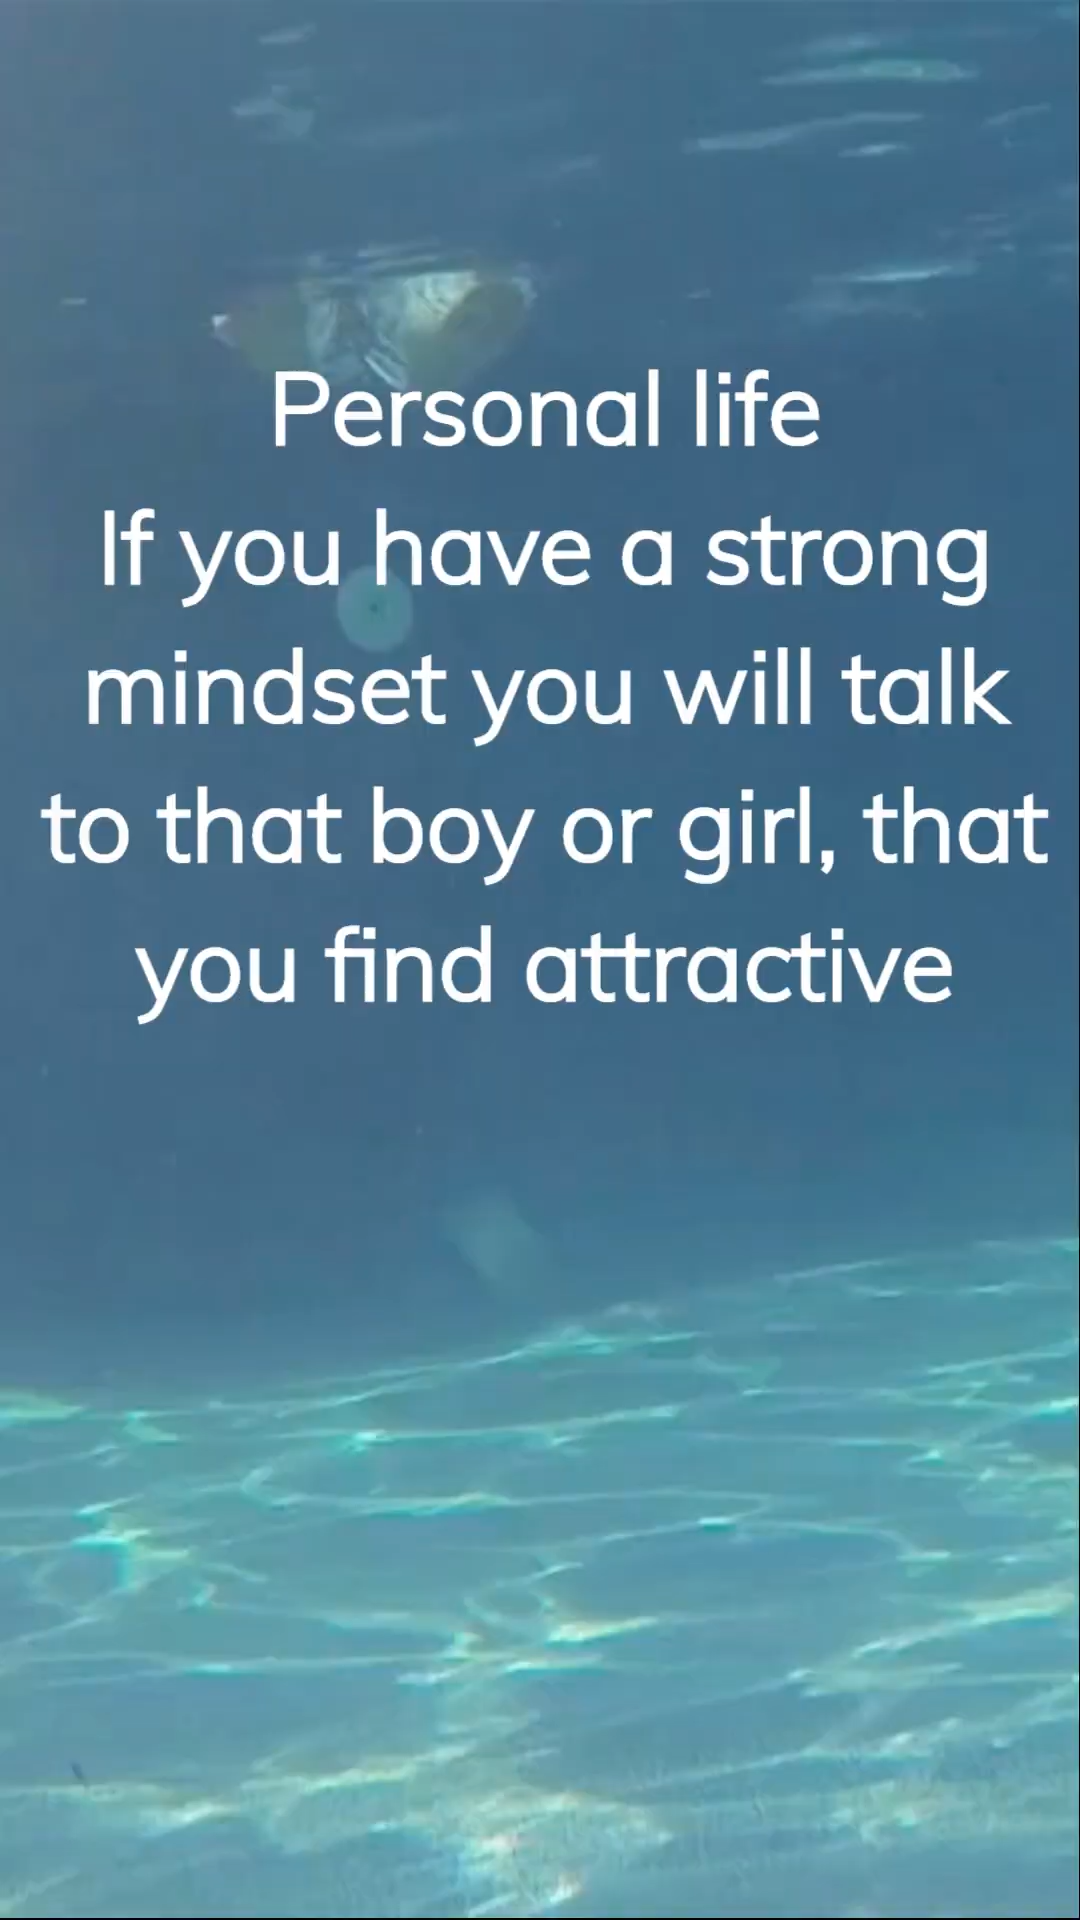 Personal life
If you have a strong
mindset you will talk
to that boy or girl, that
you find attractive